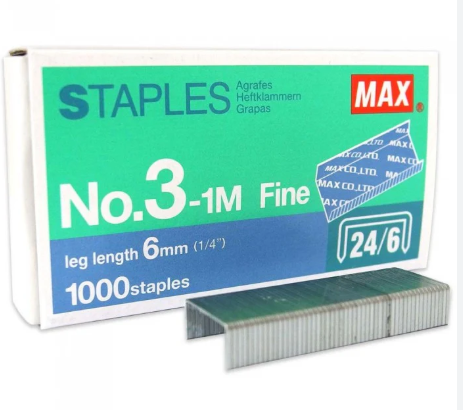 STAPLES
Agrafes
Heftklammern
Grapas
MAX®
MAX CO.,LTD.
No.3-1M Fine
leg length 6mm (1/4")
24/6
1000staples